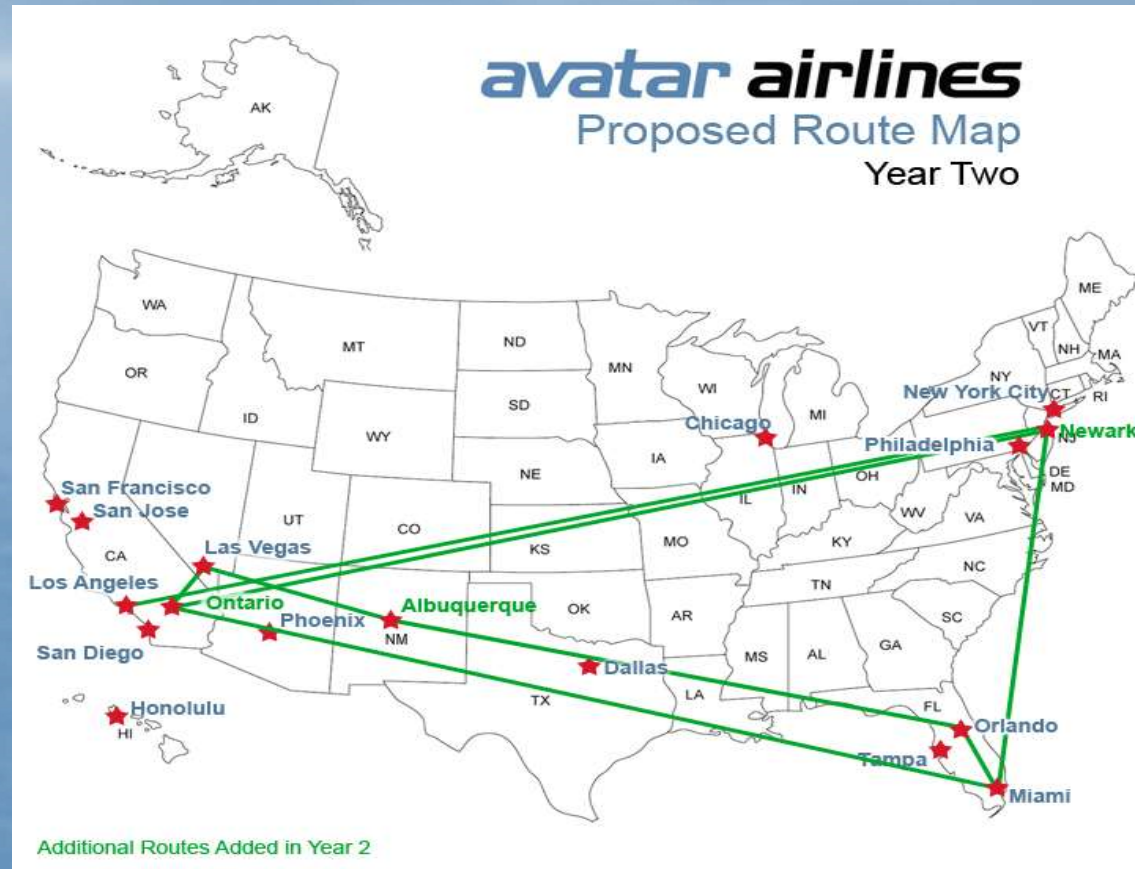 avatar airlines
Proposed Route Map
Year Two
AK
WA
OR
ID
MT
ND
MN
SD
WY
WI
MI
NE
IA
ME
VT
NH
MA
NY
New York City
CT
RI
Newark
NJ
Philadelphia
DE
MD
Chicago
IL
IN
OH
WV
VA
KY
San Francisco
San Jose
CA
UT
CO
KS
MO
Las Vegas
Los Angeles
Ontario
Albuquerque
NM
Phoenix
OK
AR
TN
NC
SC
San Diego
Dallas
TX
LA
MS
AL
GA
FL
Orlando
Tampa
Miami
Honolulu
HI
Additional Routes Added in Year 2